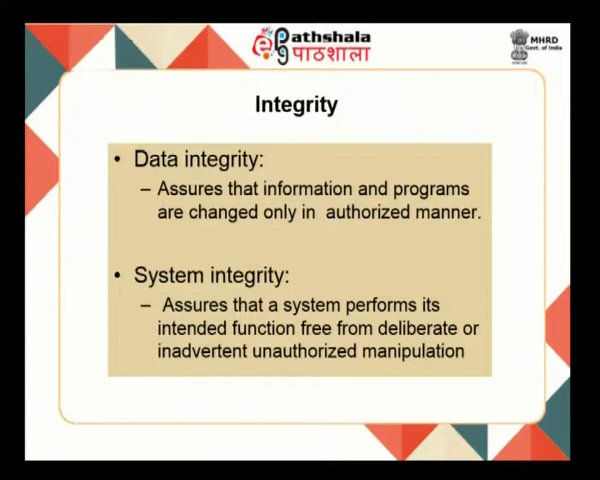 Pathshala
पाठशाला
MHRD
Govt. of India
Integrity
• Data integrity:
– Assures that information and programs
are changed only in authorized manner.
• System integrity:
– Assures that a system performs its
intended function free from deliberate or
inadvertent unauthorized manipulation